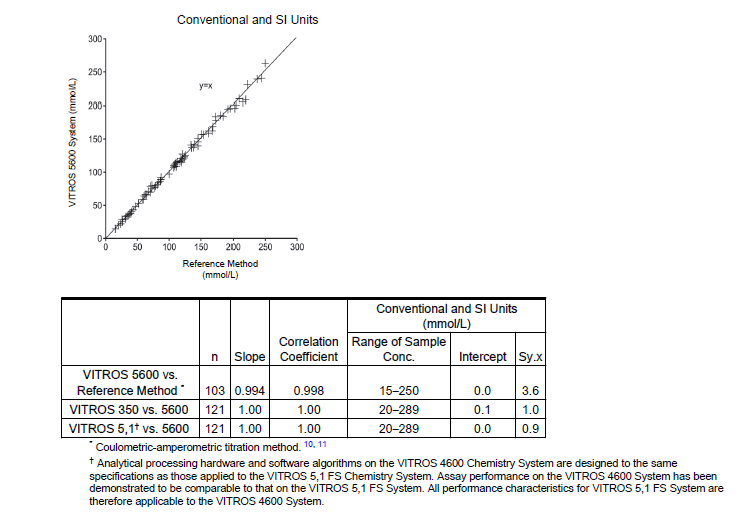 Conventional and SI Units
300
250
200
150
100
50
0
y=x
VITROS 5600 System (mmol/L)
0 50 100 150 200 250 300
Reference Method
(mmol/L)
Conventional and SI Units
(mmol/L)
n Slope Correlation Coefficient Range of Sample Conc. Intercept Sy.x
VITROS 5600 vs.
Reference Method * 103 0.994 0.998 15–250 0.0 3.6
VITROS 350 vs. 5600 121 1.00 1.00 20–289 0.1 1.0
VITROS 5,1† vs. 5600 121 1.00 1.00 20–289 0.0 0.9
* Coulometric-amperometric titration method. 10, 11
† Analytical processing hardware and software algorithms on the VITROS 4600 Chemistry System are designed to the same
specifications as those applied to the VITROS 5,1 FS Chemistry System. Assay performance on the VITROS 4600 System has been
demonstrated to be comparable to that on the VITROS 5,1 FS System. All performance characteristics for VITROS 5,1 FS System are
therefore applicable to the VITROS 4600 System.